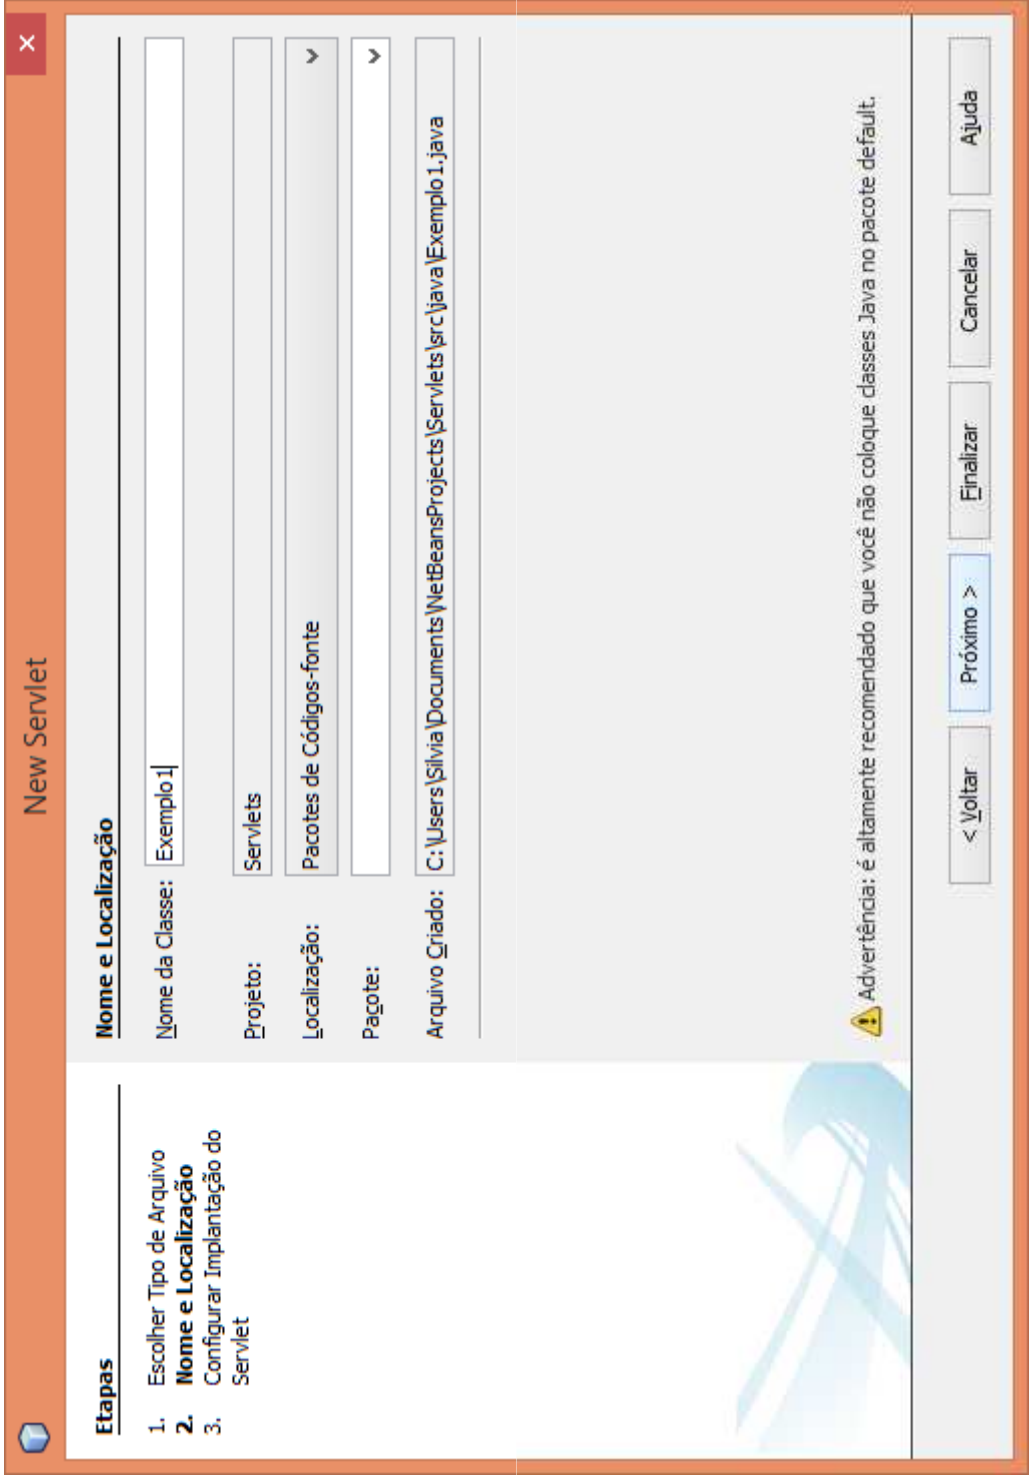 New Servlet
Etapas
1. Escolher Tipo de Arquivo
2. Nome e Localização
3. Configurar Implantação do
Servlet
Nome e Localização
Nome da Classe: Exemplo1
Projeto: Servlets
Localização: Pacotes de Códigos-fonte
Pacote:
Arquivo Criado: C:\Users\Silvia\Documents\NetBeansProjects\Servlets\src\java\Exemplo1.java
Advertência: é altamente recomendado que você não coloque classes Java no pacote default.
< Voltar Próximo > Finalizar Cancelar Ajuda